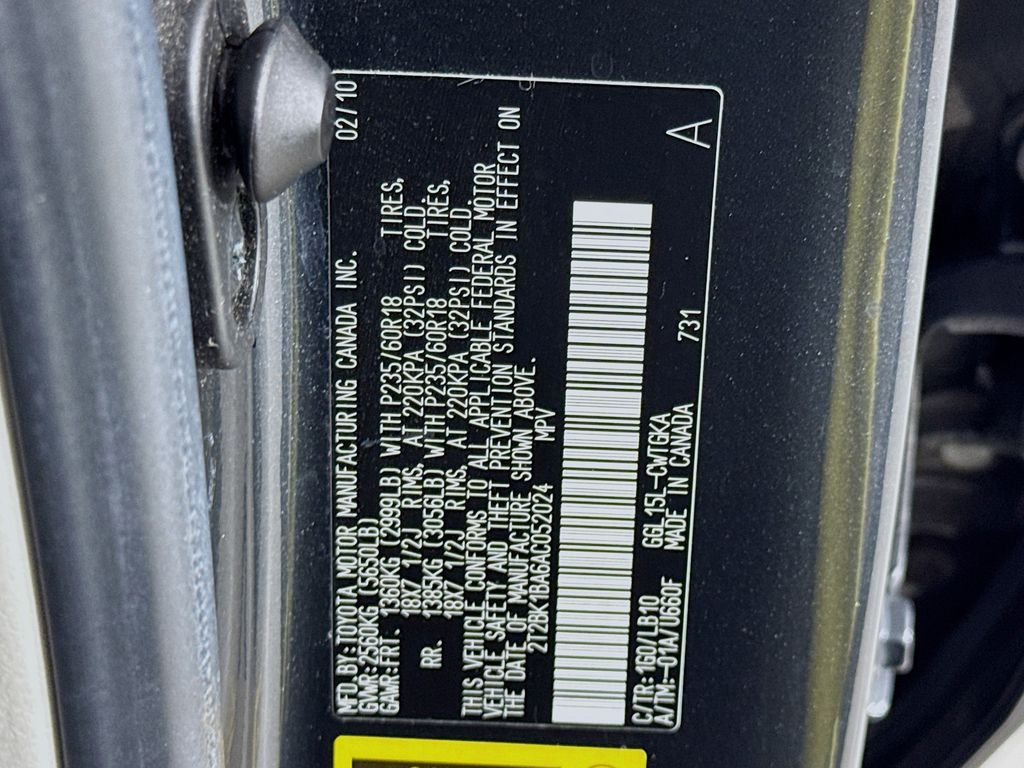 MFD.BY:TOYOTA MOTOR MANUFACTURING CANADA INC. 02/10
GVWR:2560KG (5650LB)
GAWR:FRT. 1360KG (2999LB) WITH P235/60R18 TIRES,
18X7 1/2J RIMS, AT 220KPA (32PSI) COLD.
RR. 1385KG (3056LB) WITH P235/60R18 TIRES,
18X7 1/2J RIMS, AT 220KPA (32PSI) COLD.
THIS VEHICLE CONFORMS TO ALL APPLICABLE FEDERAL MOTOR
VEHICLE SAFETY AND THEFT PREVENTION STANDARDS IN EFFECT ON
THE DATE OF MANUFACTURE SHOWN ABOVE.
2T2BK1BA6AC052024 MPV
C/TR:1G0/LB10 GGL15L-CWTGKA 731
A/TM:-01A/U660F MADE IN CANADA A